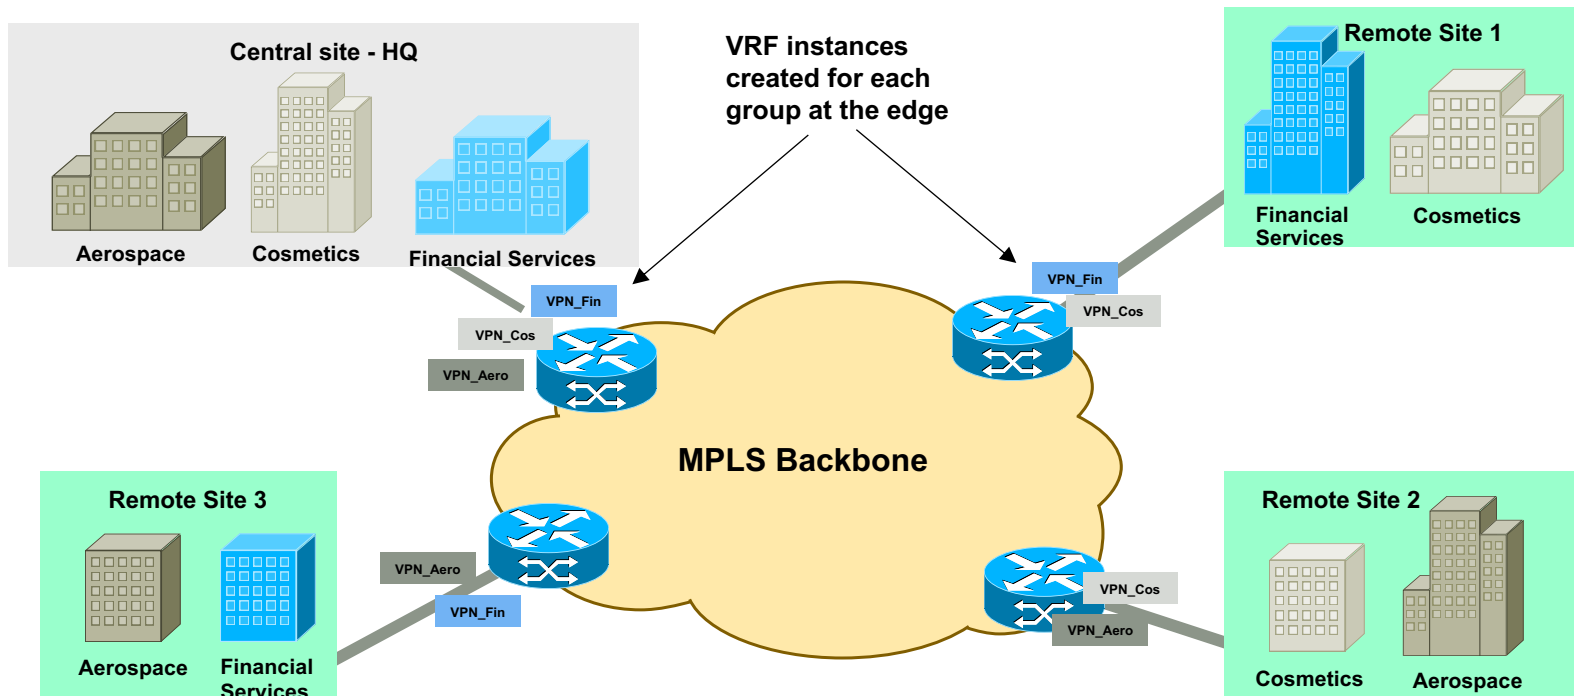 Central site - HQ
Aerospace
Cosmetics
Financial Services
VRF instances
created for each
group at the edge
Remote Site 1
Financial
Services
Cosmetics
VPN_Fin
VPN_Cos
VPN_Aero
VPN_Fin
VPN_Cos
MPLS Backbone
Remote Site 3
Aerospace
Financial
Services
VPN_Aero
VPN_Fin
VPN_Cos
VPN_Aero
Remote Site 2
Cosmetics
Aerospace